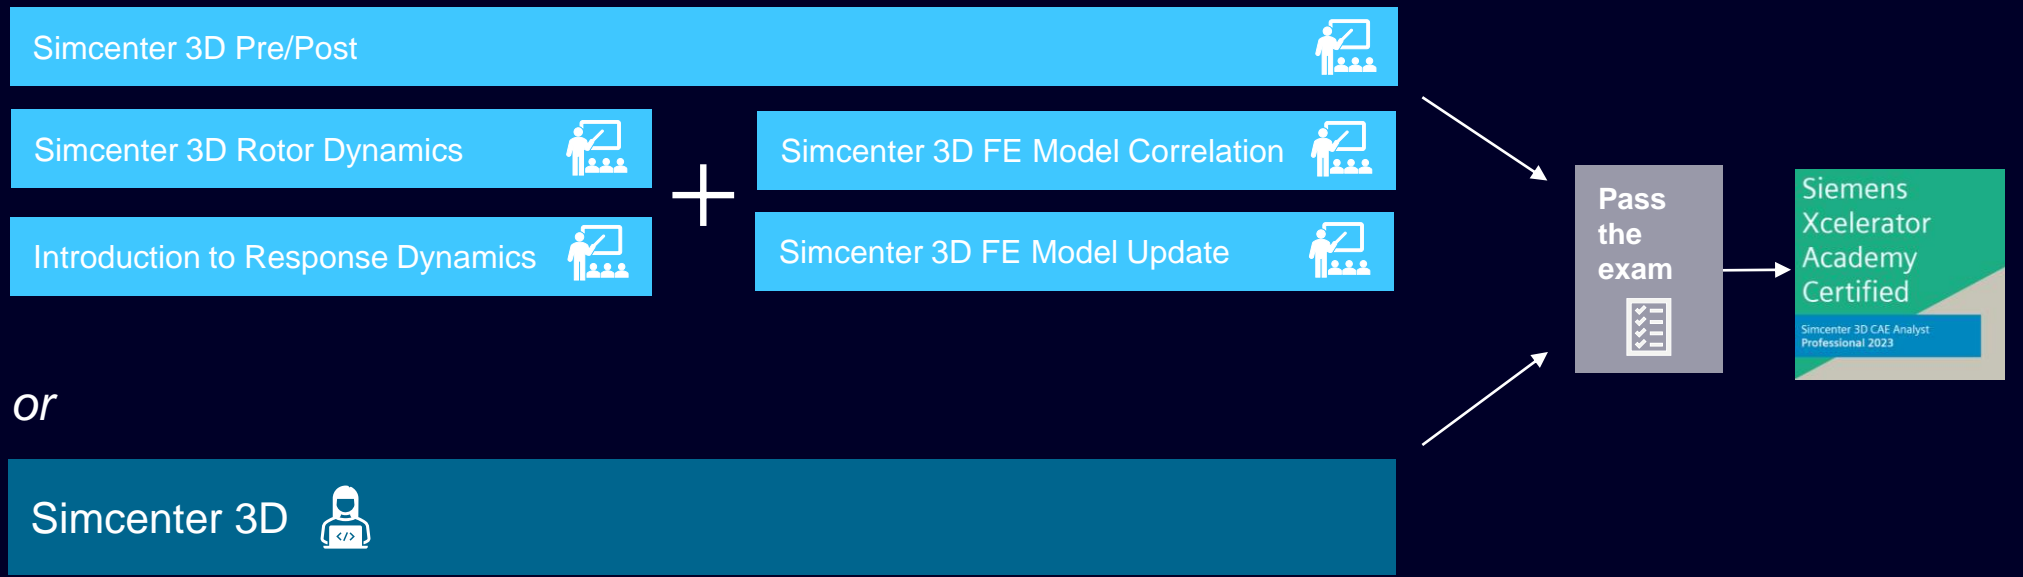 Simcenter 3D Pre/Post
Simcenter 3D Rotor Dynamics
Introduction to Response Dynamics
+
Simcenter 3D FE Model Correlation
Simcenter 3D FE Model Update
or
Simcenter 3D
</>
Pass
the
exam
Siemens
Xcelerator
Academy
Certified
Simcenter 3D CAE Analyst
Professional 2023